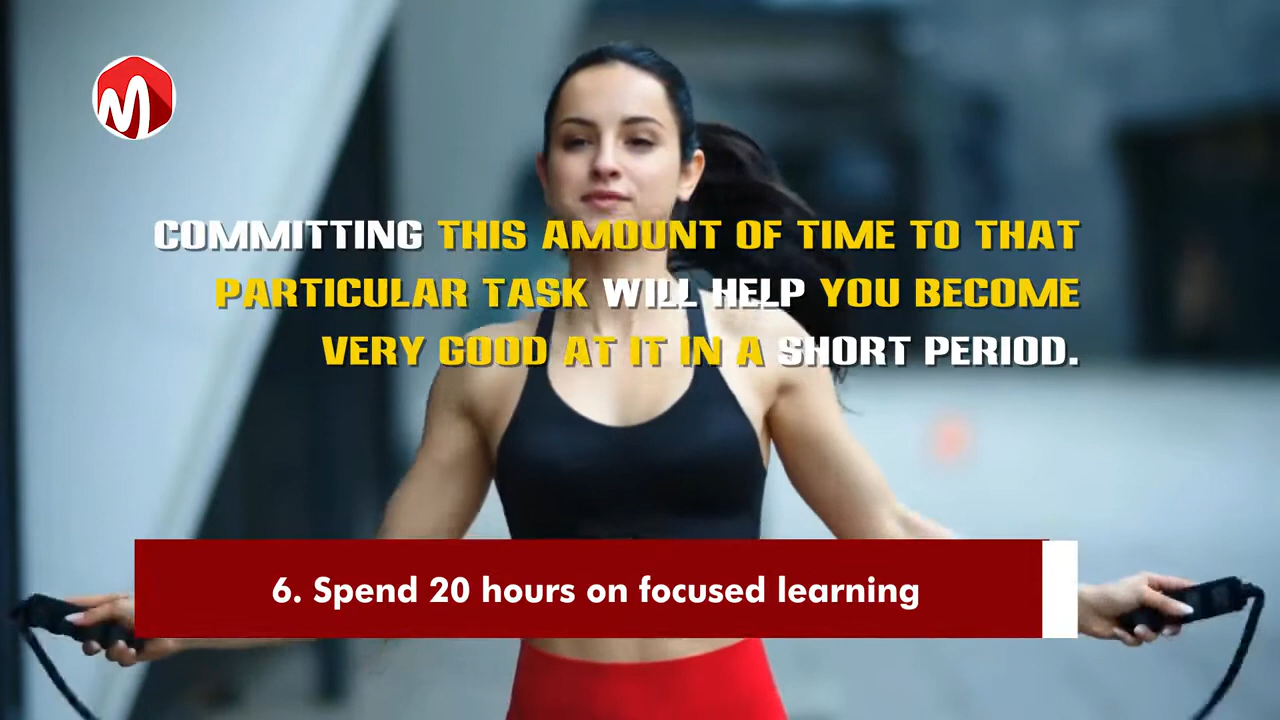 M
COMMITTING THIS AMOUNT OF TIME TO THAT
PARTICULAR TASK WILL HELP YOU BECOME
VERY GOOD AT IT IN A SHORT PERIOD.
6. Spend 20 hours on focused learning